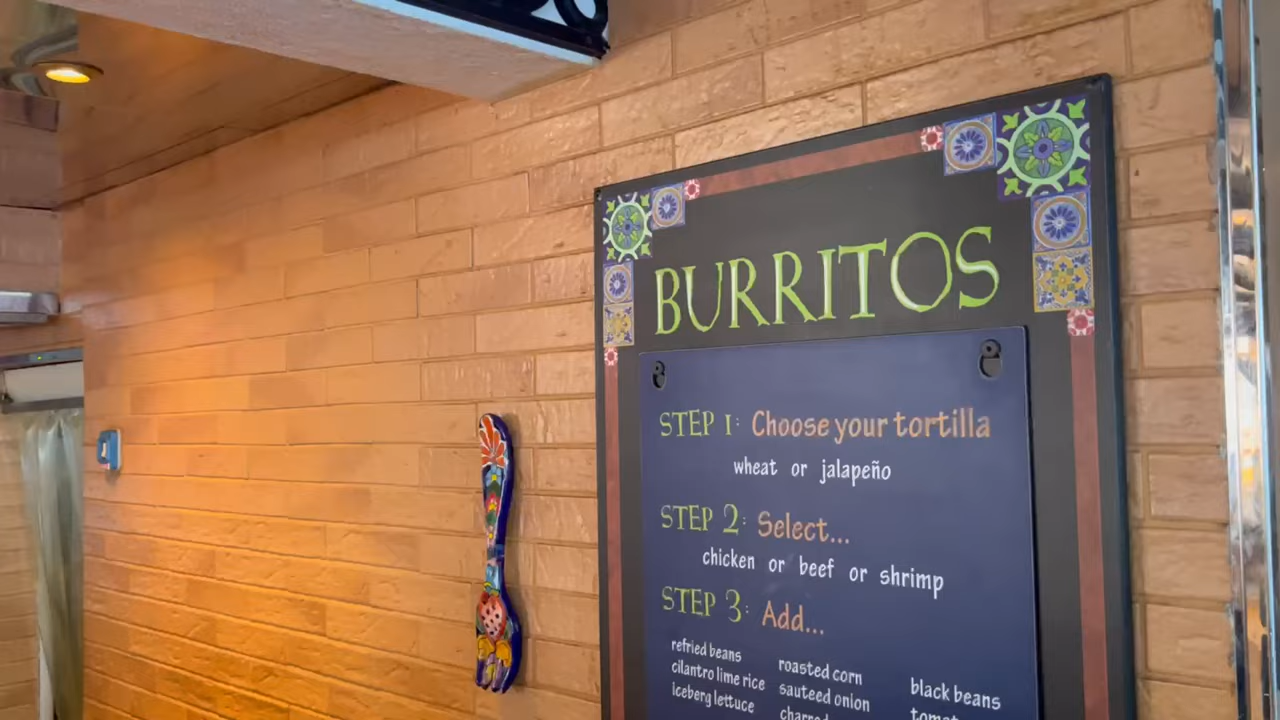 BURRITOS
STEP 1: Choose your tortilla
wheat or jalapeño
STEP 2: Select...
chicken or beef or shrimp
STEP 3: Add...
refried beans roasted corn black beans
cilantro lime rice sauteed onion
iceberg lettuce